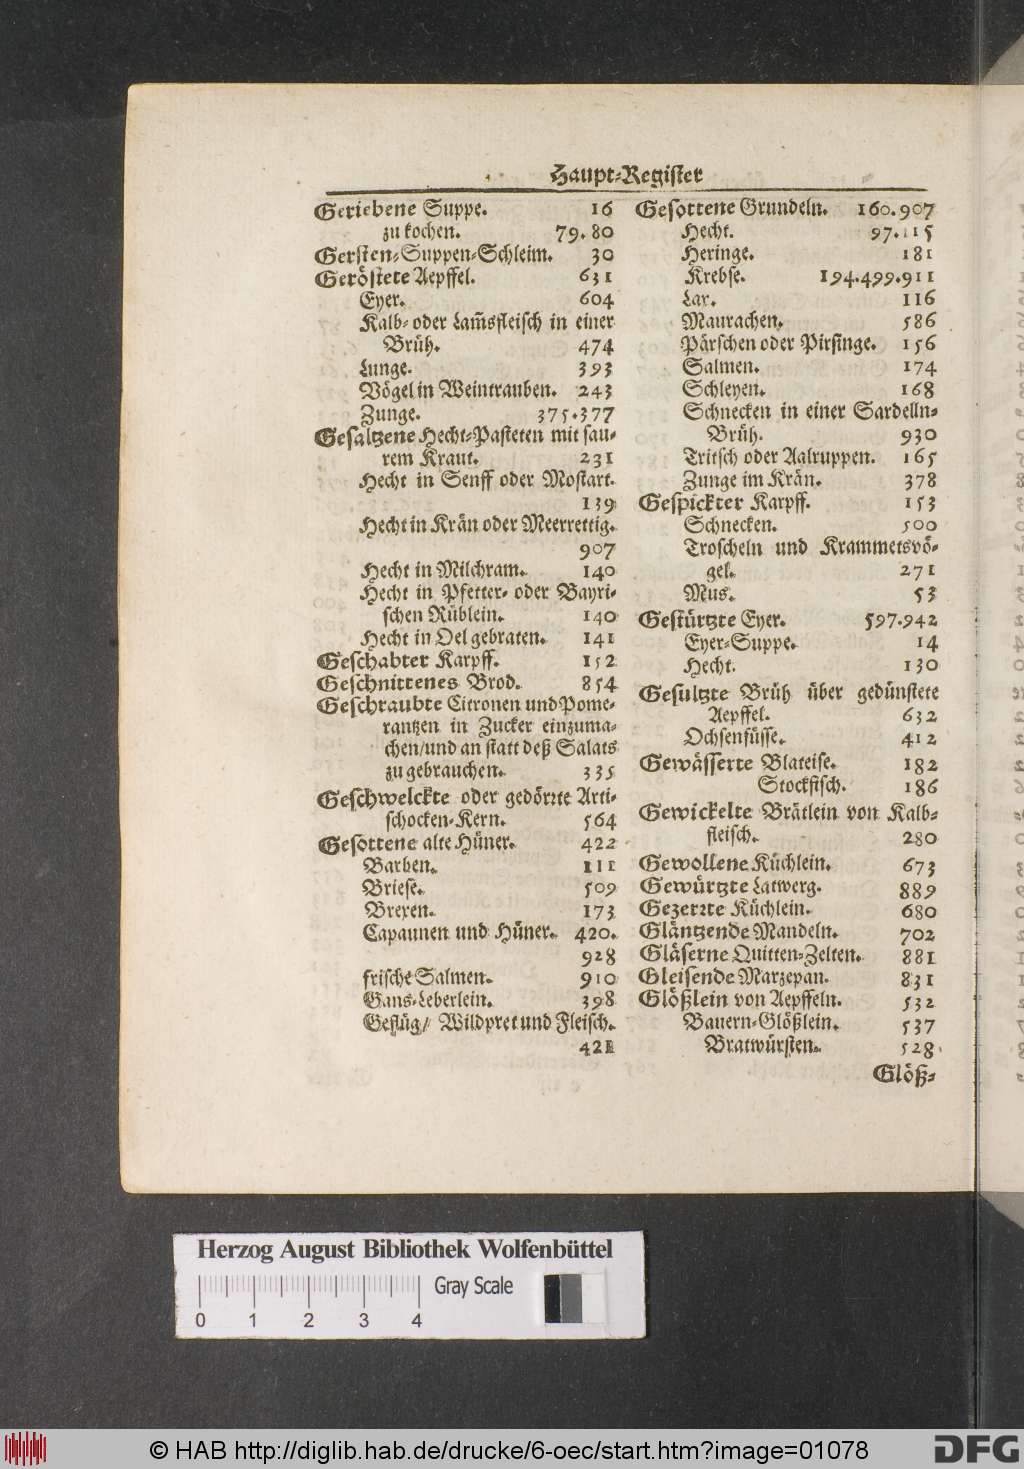 Haupt-Register
Geriebene Suppe. 16
zu kochen. 79. 80
Gersten-Suppen-Schleim. 30
Geröstete Aepffel. 631
Eyer. 604
Kalb- oder Lam̃sfleisch in einer
Brüh. 474
Lunge. 393
Vögel in Weintrauben. 243
Zunge. 375. 377
Gesaltzene Hecht-Pasteten mit sau-
rem Kraut. 231
Hecht in Senff oder Mostart.
139
Hecht in Krän oder Meerrettig.
907
Hecht in Milchram. 140
Hecht in Pfetter- oder Bayri-
schen Rüblein. 140
Hecht in Oel gebraten. 141
Geschabter Karpff. 152
Geschnittenes Brod. 854
Geschraubte Citronen und Pome-
rantzen in Zucker einzuma-
chen/ und an statt deß Salats
zu gebrauchen. 335
Geschwelckte oder gedörrte Arti-
schocken-Kern. 564
Gesottene alte Hüner. 422
Barben. 111
Briese. 509
Brexen. 173
Capaunen und Hüner. 420.
928
frische Salmen. 910
Gans-Leberlein. 398
Geflüg/ Wildpret und Fleisch.
421
Gesottene Grundeln. 160. 907
Hecht. 97. 115
Heringe. 181
Krebse. 194. 499. 911
Lax. 116
Maurachen. 586
Pärschen oder Pirsinge. 156
Salmen. 174
Schleyen. 168
Schnecken in einer Sardelln-
Brüh. 930
Tritsch oder Aalruppen. 165
Zunge im Krän. 378
Gespickter Karpff. 153
Schnecken. 500
Troscheln und Krammetsvö-
gel. 271
Mus. 53
Gestürtzte Eyer. 597. 942
Eyer-Suppe. 14
Hecht. 130
Gesultzte Brüh über gedünstete
Aepffel. 632
Ochsenfüsse. 412
Gewässerte Blateise. 182
Stockfisch. 186
Gewickelte Brätlein von Kalb-
fleisch. 280
Gewollene Küchlein. 673
Gewürtzte Latwerg. 889
Gezerrte Küchlein. 680
Gläntzende Mandeln. 702
Gläserne Quitten-Zelten. 881
Gleisende Marzepan. 831
Glößlein von Aepffeln. 532
Bauern-Glößlein. 537
Bratwürsten. 528
Glöß-
Herzog August Bibliothek Wolfenbüttel
Gray Scale
0 1 2 3 4
© HAB http://diglib.hab.de/drucke/6-oec/start.htm?image=01078
DFG